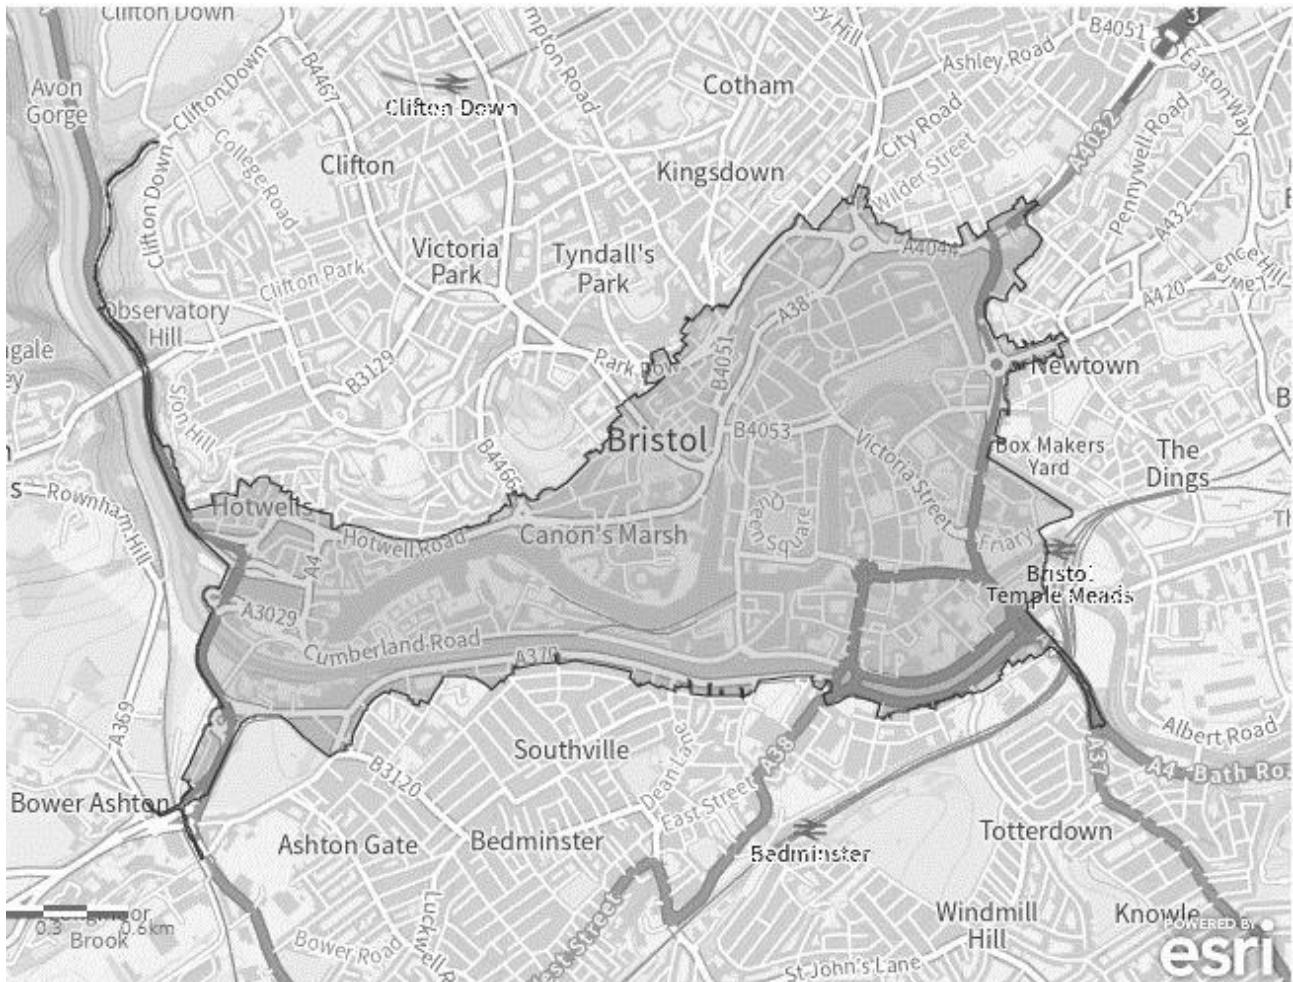 Clifton Down
3
B4051
Ashley Road
Avon
Gorge
Clifton Down
B4467
Clifton Down
Cotham
Easton Way
College Road
Clifton
Kingsdown
City Road
Wilder Street
A4032
Pennywell Road
Clifton Down
A432
Victoria
Park
Tyndall's
Park
A4044
Clifton Park
A420
Observatory
Hill
A38
B3129
Park Row
B4051
Newtown
Bristol
B4053
Victoria Street
Box Makers
Yard
The
Dings
B4466
Rownham Hill
Hotwells
Queen Square
Canon's Marsh
Hotwell Road
A4
Friary
Bristol
Temple Meads
A3029
Cumberland Road
A370
A369
Southville
Dean Lane
A38
Albert Road
A37
A4
B3120
Bower Ashton
Ashton Gate
Bedminster
East Street
Bedminster
Totterdown
0.3
0.6 km
Brook
Bower Road
Windmill
Hill
Knowle
St John's Lane
POWERED BY
esri